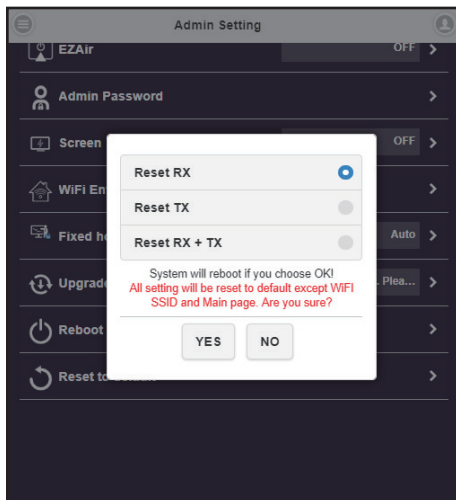 Admin Setting
EZAir OFF
Admin Password
Screen OFF
WiFi En
Reset RX
Reset TX
Fixed Auto
Reset RX + TX
System will reboot if you choose OK!
Upgrade Plea...
All setting will be reset to default except WiFI
SSID and Main page. Are you sure?
Reboot
YES NO
Reset to